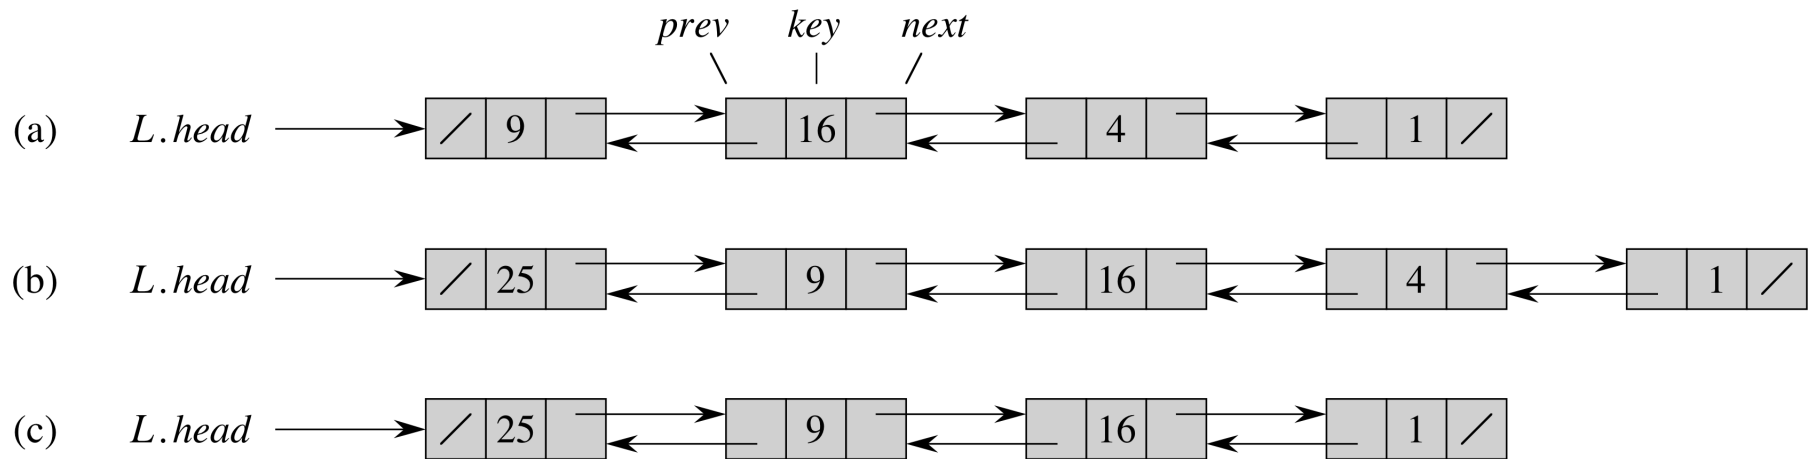 prev key next
(a) L.head / 9 16 4 1 /
(b) L.head / 25 9 16 4 1 /
(c) L.head / 25 9 16 1 /